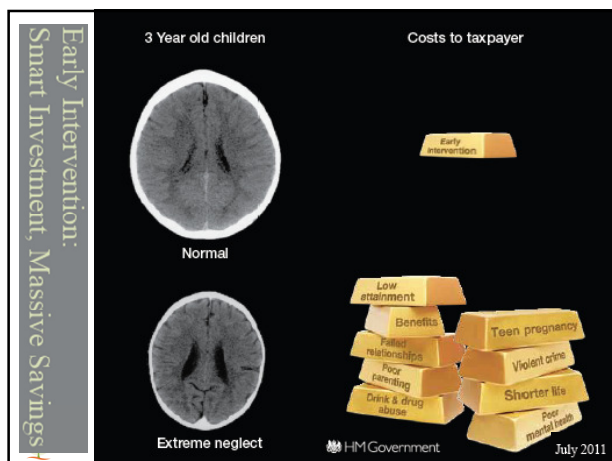 Early Intervention:
Smart Investment, Massive Savings
3 Year old children
Costs to taxpayer
Normal
Early
intervention
Extreme neglect
Low
attainment
Benefits
Failed
relationships
Poor
parenting
Drink & drug
abuse
Teen pregnancy
Violent crime
Shorter life
Poor
mental health
HM Government
July 2011